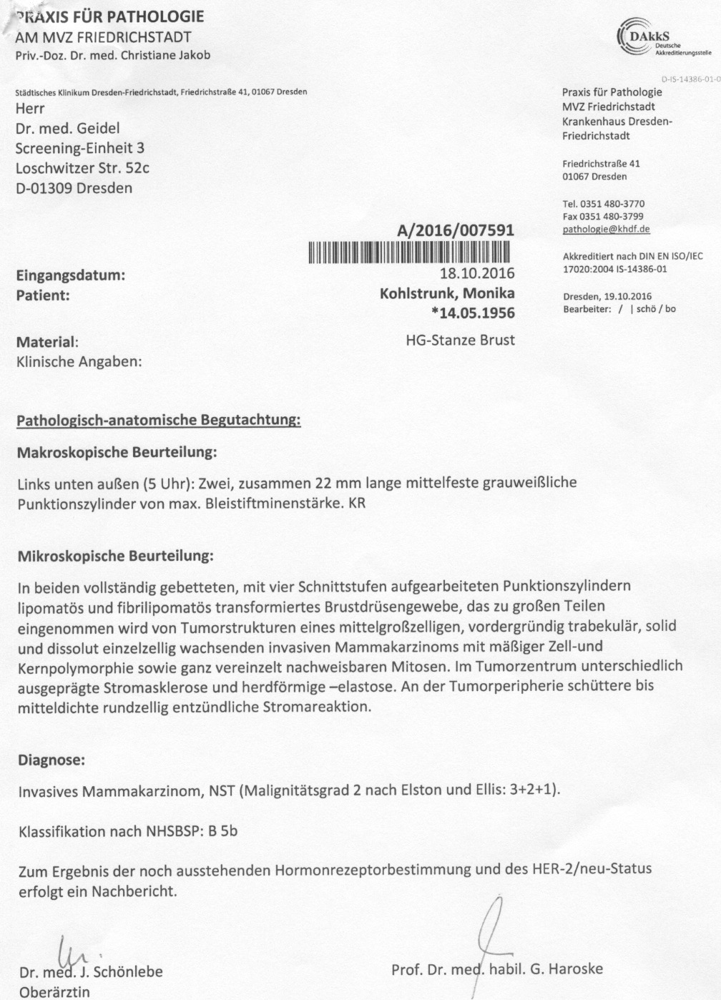 PRAXIS FÜR PATHOLOGIE
AM MVZ FRIEDRICHSTADT
Priv.-Doz. Dr. med. Christiane Jakob
DAkkS
Deutsche
Akkreditierungsstelle
D-IS-14386-01-0
Städtisches Klinikum Dresden-Friedrichstadt, Friedrichstraße 41, 01067 Dresden
Herr
Dr. med. Geidel
Screening-Einheit 3
Loschwitzer Str. 52c
D-01309 Dresden
Praxis für Pathologie
MVZ Friedrichstadt
Krankenhaus Dresden-
Friedrichstadt
Friedrichstraße 41
01067 Dresden
Tel. 0351 480-3770
Fax 0351 480-3799
pathologie@khdf.de
Akkreditiert nach DIN EN ISO/IEC
17020:2004 IS-14386-01
Dresden, 19.10.2016
Bearbeiter: / | schö / bo
A/2016/007591
Eingangsdatum: 18.10.2016
Patient: Kohlstrunk, Monika
*14.05.1956
Material: HG-Stanze Brust
Klinische Angaben:
Pathologisch-anatomische Begutachtung:
Makroskopische Beurteilung:
Links unten außen (5 Uhr): Zwei, zusammen 22 mm lange mittelfeste grauweißliche
Punktionszylinder von max. Bleistiftminenstärke. KR
Mikroskopische Beurteilung:
In beiden vollständig gebetteten, mit vier Schnittstufen aufgearbeiteten Punktionszylindern
lipomatös und fibrilipomatös transformiertes Brustdrüsengewebe, das zu großen Teilen
eingenommen wird von Tumorstrukturen eines mittelgroßzelligen, vordergründig trabekulär, solid
und dissolut einzelzellig wachsenden invasiven Mammakarzinoms mit mäßiger Zell-und
Kernpolymorphie sowie ganz vereinzelt nachweisbaren Mitosen. Im Tumorzentrum unterschiedlich
ausgeprägte Stromasklerose und herdförmige –elastose. An der Tumorperipherie schüttere bis
mitteldichte rundzellig entzündliche Stromareaktion.
Diagnose:
Invasives Mammakarzinom, NST (Malignitätsgrad 2 nach Elston und Ellis: 3+2+1).
Klassifikation nach NHSBSP: B 5b
Zum Ergebnis der noch ausstehenden Hormonrezeptorbestimmung und des HER-2/neu-Status
erfolgt ein Nachbericht.
Dr. med. J. Schönlebe
Oberärztin
Prof. Dr. med. habil. G. Haroske